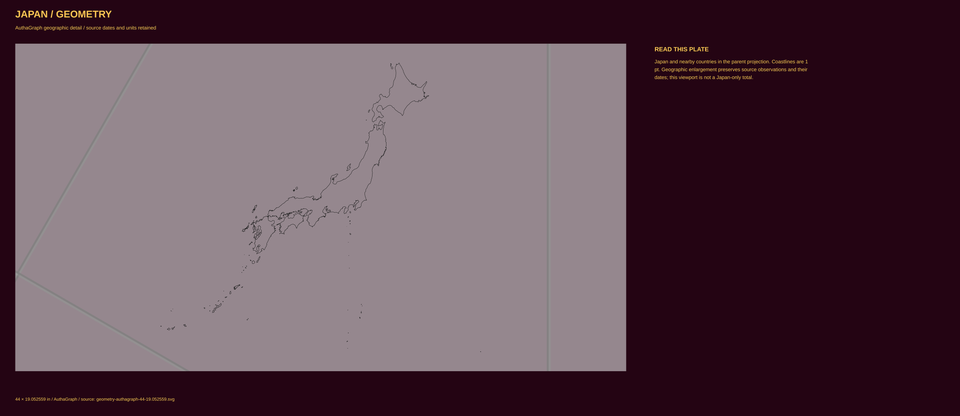 JAPAN / GEOMETRY
AuthaGraph geographic detail / source dates and units retained
READ THIS PLATE
Japan and nearby countries in the parent projection. Coastlines are 1
pt. Geographic enlargement preserves source observations and their
dates; this viewport is not a Japan-only total.
44 × 19.052559 in / AuthaGraph / source: geometry-authagraph-44-19.052559.svg